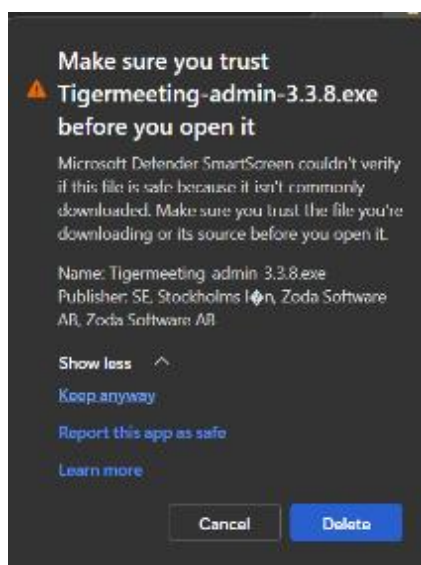 Make sure you trust
Tigermeeting-admin-3.3.8.exe
before you open it
Microsoft Defender SmartScreen couldn't verify
if this file is safe because it isn't commonly
downloaded. Make sure you trust the file you're
downloading or its source before you open it.
Name: Tigermeeting-admin-3.3.8.exe
Publisher: SE, Stockholms l�n, Zoda Software
AB, Zoda Software AB
Show less
Keep anyway
Report this app as safe
Learn more
Cancel
Delete